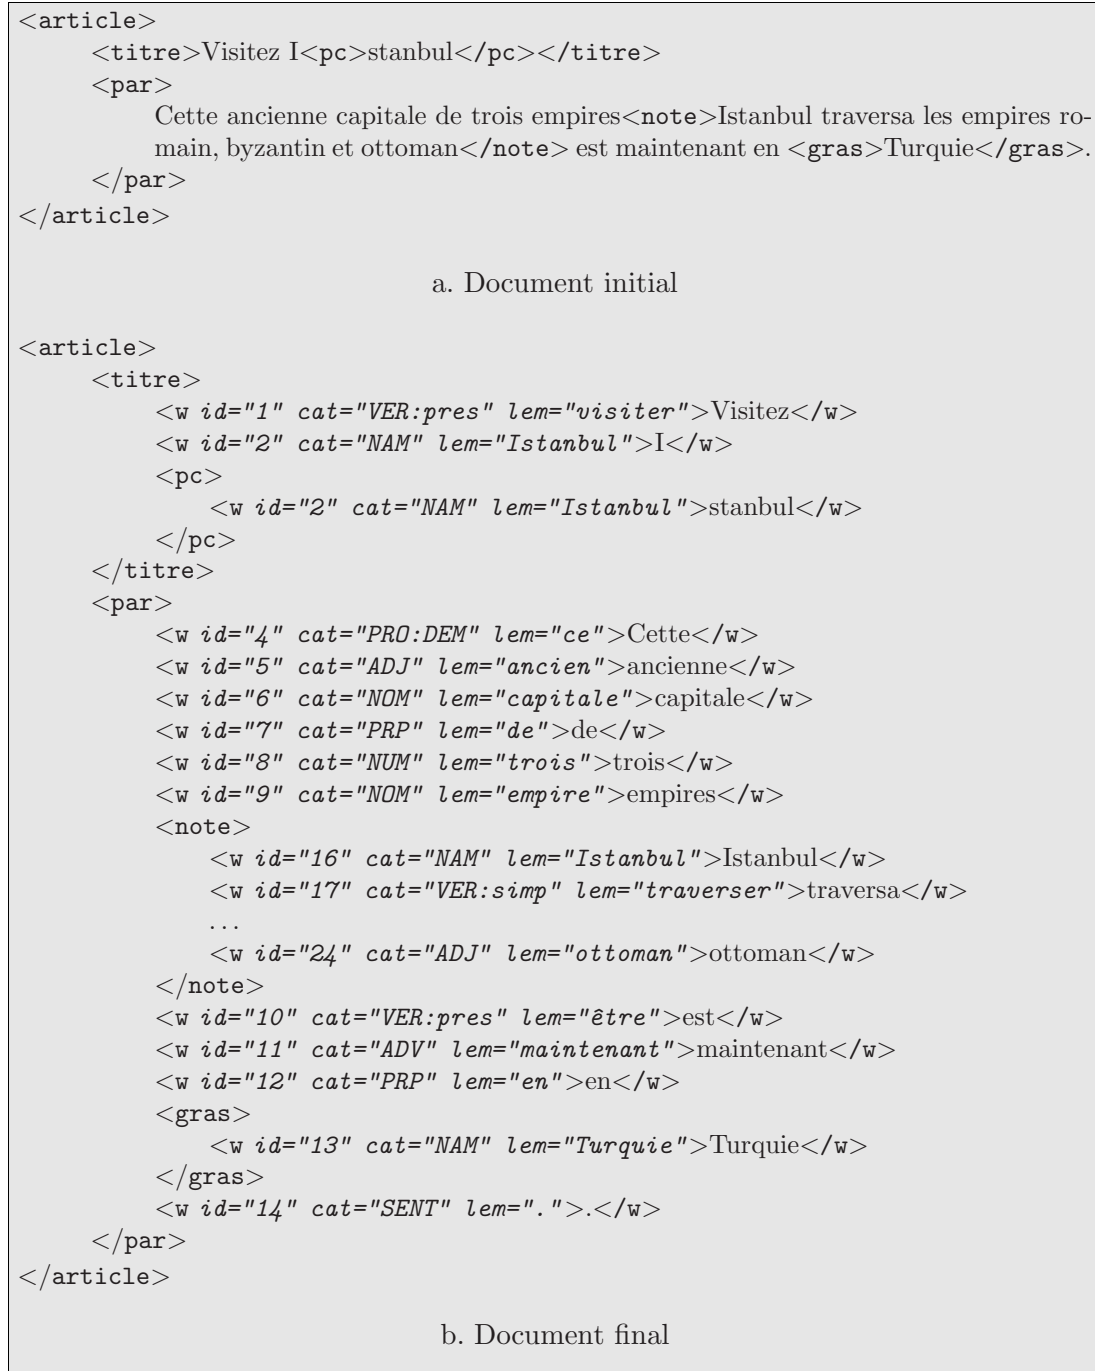 <article>
<titre>Visitez I<pc>stanbul</pc></titre>
<par>
Cette ancienne capitale de trois empires<note>Istanbul traversa les empires ro-
main, byzantin et ottoman</note> est maintenant en <gras>Turquie</gras>.
</par>
</article>
a. Document initial
<article>
<titre>
<w id="1" cat="VER:pres" lem="visiter">Visitez</w>
<w id="2" cat="NAM" lem="Istanbul">I</w>
<pc>
<w id="2" cat="NAM" lem="Istanbul">stanbul</w>
</pc>
</titre>
<par>
<w id="4" cat="PRO:DEM" lem="ce">Cette</w>
<w id="5" cat="ADJ" lem="ancien">ancienne</w>
<w id="6" cat="NOM" lem="capitale">capitale</w>
<w id="7" cat="PRP" lem="de">de</w>
<w id="8" cat="NUM" lem="trois">trois</w>
<w id="9" cat="NOM" lem="empire">empires</w>
<note>
<w id="16" cat="NAM" lem="Istanbul">Istanbul</w>
<w id="17" cat="VER:simp" lem="traverser">traversa</w>
...
<w id="24" cat="ADJ" lem="ottoman">ottoman</w>
</note>
<w id="10" cat="VER:pres" lem="être">est</w>
<w id="11" cat="ADV" lem="maintenant">maintenant</w>
<w id="12" cat="PRP" lem="en">en</w>
<gras>
<w id="13" cat="NAM" lem="Turquie">Turquie</w>
</gras>
<w id="14" cat="SENT" lem=".">.</w>
</par>
</article>
b. Document final